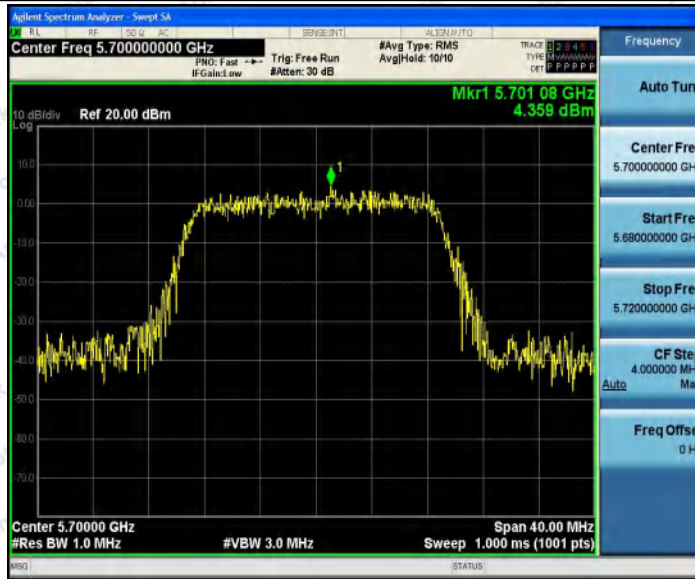 Agilent Spectrum Analyzer - Swept SA
RL RF 50 Ω AC SENSE:INT ALIGNAUTO
Center Freq 5.700000000 GHz
PNO: Fast
IFGain:Low
Trig: Free Run
#Atten: 30 dB
#Avg Type: RMS
Avg|Hold: 10/10
TRACE 1 2 3 4 5 6
TYPE M
DET P P P P P P
Mkr1 5.701 08 GHz
4.359 dBm
10 dB/div Ref 20.00 dBm
Log
10.0
0.00
-10.0
-20.0
-30.0
-40.0
-60.0
-70.0
1
Center 5.70000 GHz
Span 40.00 MHz
#Res BW 1.0 MHz
#VBW 3.0 MHz
Sweep 1.000 ms (1001 pts)
MSG
STATUS
Frequency
Auto Tun
Center Fre
5.700000000 GH
Start Fre
5.680000000 GH
Stop Fre
5.720000000 GH
CF Ste
4.000000 MH
Auto Ma
Freq Offse
0 H